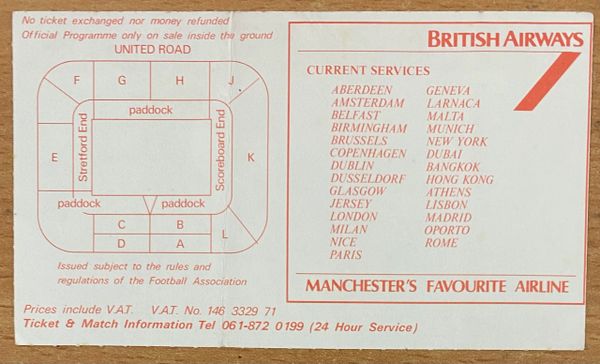 No ticket exchanged nor money refunded
Official Programme only on sale inside the ground
UNITED ROAD
F
G
H
J
paddock
Stretford End
Scoreboard End
E
K
paddock
paddock
C
B
D
A
L
Issued subject to the rules and
regulations of the Football Association
Prices include V.A.T. V.A.T. No. 146 3329 71
Ticket & Match Information Tel 061-872 0199 (24 Hour Service)
BRITISH AIRWAYS
CURRENT SERVICES
ABERDEEN
AMSTERDAM
BELFAST
BIRMINGHAM
BRUSSELS
COPENHAGEN
DUBLIN
DUSSELDORF
GLASGOW
JERSEY
LONDON
MILAN
NICE
PARIS
GENEVA
LARNACA
MALTA
MUNICH
NEW YORK
DUBAI
BANGKOK
HONG KONG
ATHENS
LISBON
MADRID
OPORTO
ROME
MANCHESTER'S FAVOURITE AIRLINE